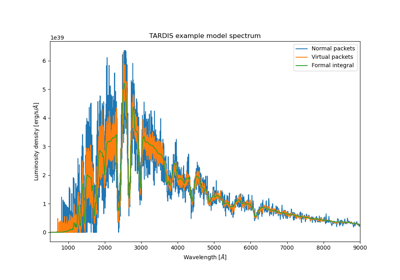 TARDIS example model spectrum
1e39
Normal packets
Virtual packets
Formal integral
6
5
4
3
2
1
0
Luminosity density [erg/s/Å]
1000 2000 3000 4000 5000 6000 7000 8000 9000
Wavelength [Å]